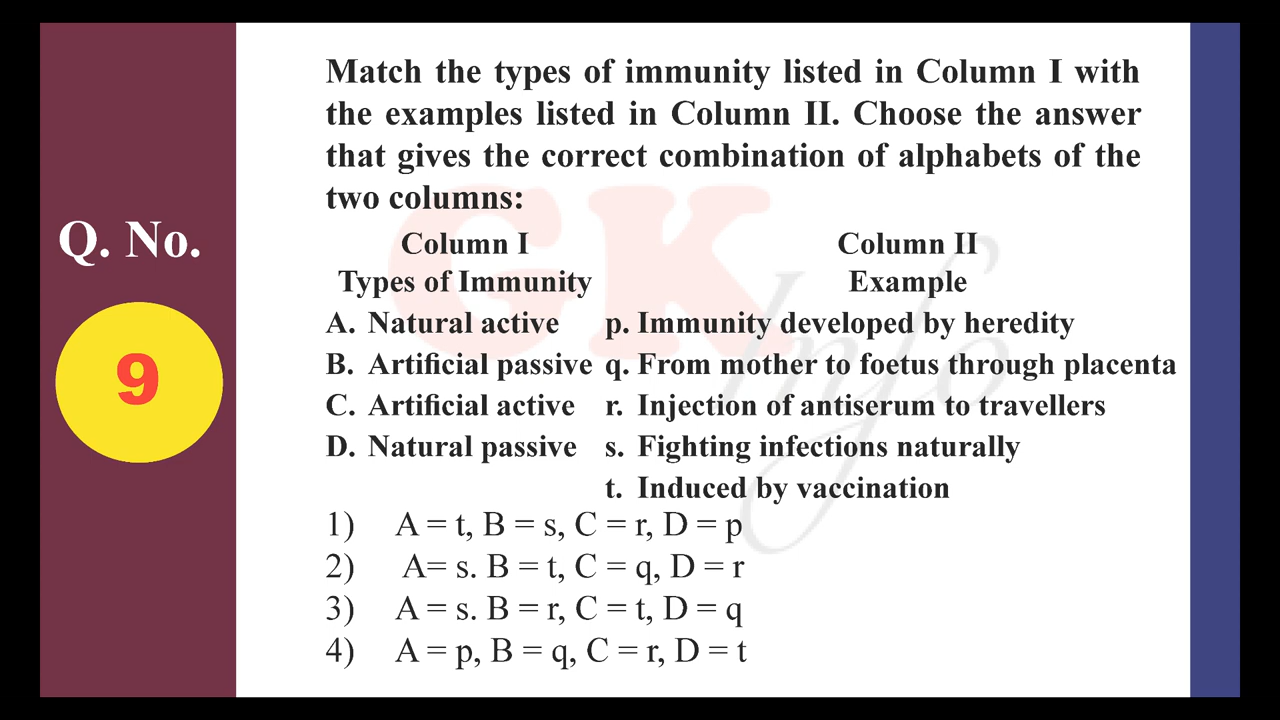 Q. No.
9
Match the types of immunity listed in Column I with
the examples listed in Column II. Choose the answer
that gives the correct combination of alphabets of the
two columns:
Column I Column II
Types of Immunity Example
A. Natural active p. Immunity developed by heredity
B. Artificial passive q. From mother to foetus through placenta
C. Artificial active r. Injection of antiserum to travellers
D. Natural passive s. Fighting infections naturally
t. Induced by vaccination
1) A = t, B = s, C = r, D = p
2) A= s. B = t, C = q, D = r
3) A = s. B = r, C = t, D = q
4) A = p, B = q, C = r, D = t
GK
Info